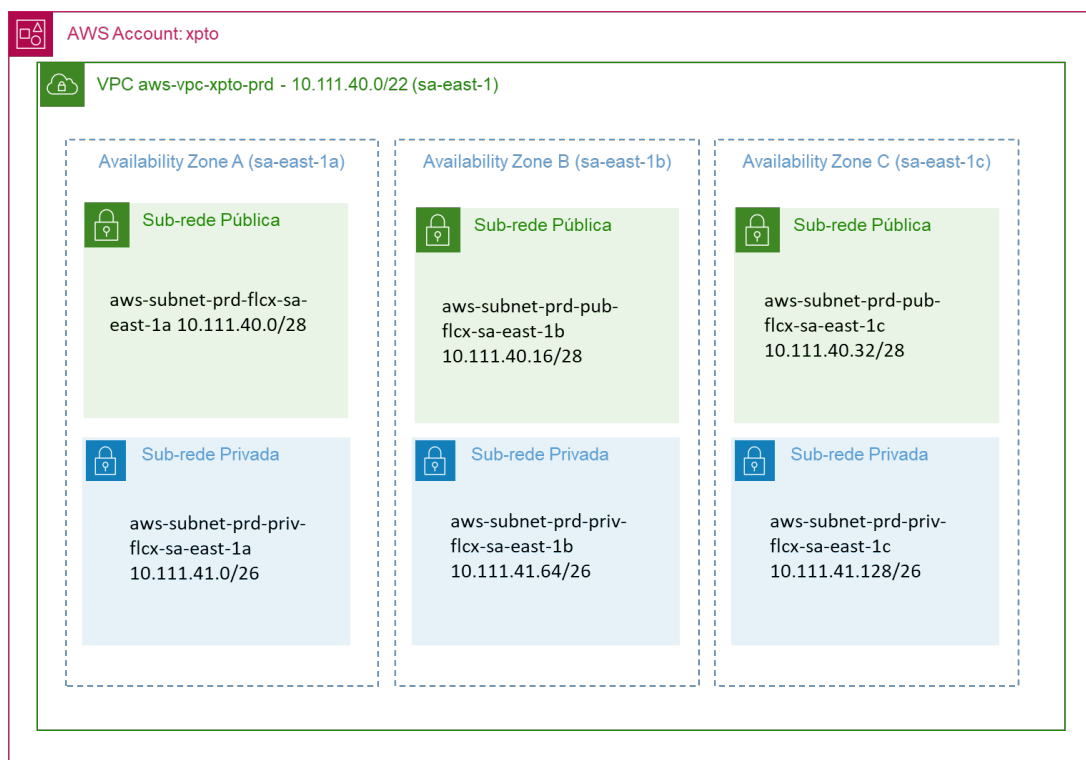 AWS Account: xpto
VPC aws-vpc-xpto-prd - 10.111.40.0/22 (sa-east-1)
Availability Zone A (sa-east-1a)
Sub-rede Pública
aws-subnet-prd-flcx-sa-
east-1a 10.111.40.0/28
Sub-rede Privada
aws-subnet-prd-priv-
flcx-sa-east-1a
10.111.41.0/26
Availability Zone B (sa-east-1b)
Sub-rede Pública
aws-subnet-prd-pub-
flcx-sa-east-1b
10.111.40.16/28
Sub-rede Privada
aws-subnet-prd-priv-
flcx-sa-east-1b
10.111.41.64/26
Availability Zone C (sa-east-1c)
Sub-rede Pública
aws-subnet-prd-pub-
flcx-sa-east-1c
10.111.40.32/28
Sub-rede Privada
aws-subnet-prd-priv-
flcx-sa-east-1c
10.111.41.128/26